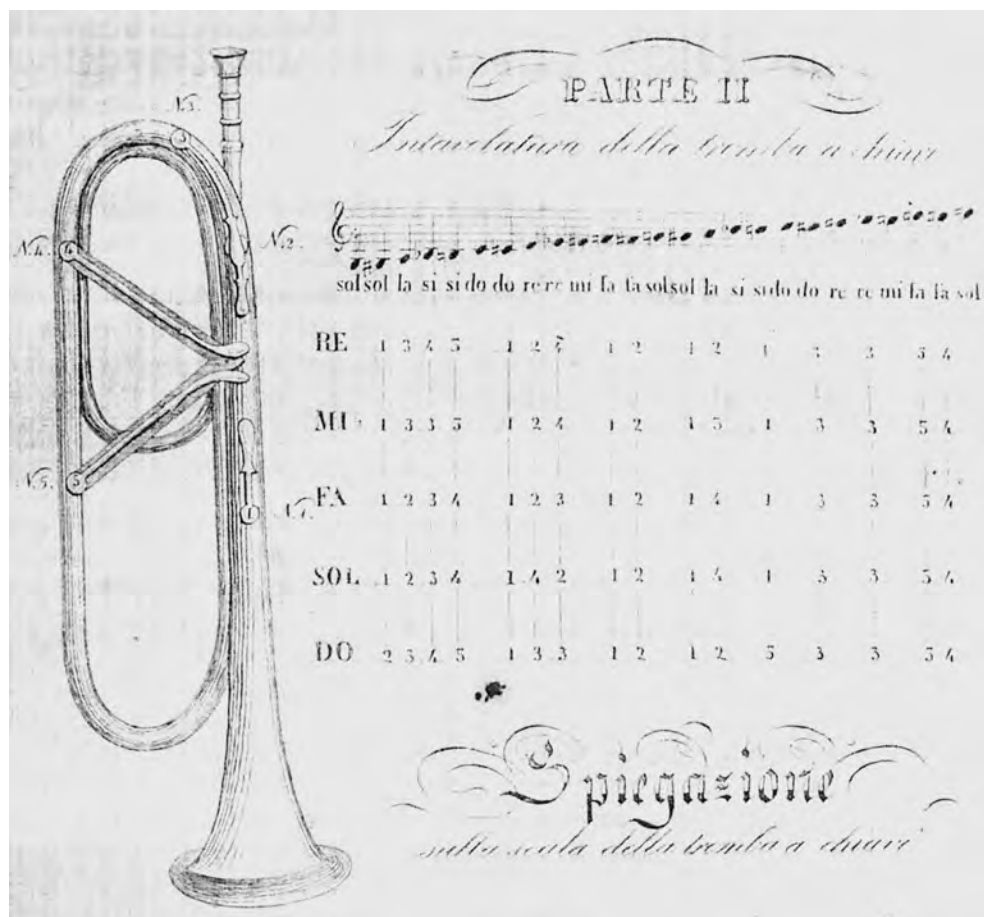 PARTE II
Intavolatura della tromba a chiavi
N.3.
N.4.
N.2.
N.5.
N.1.
sol sol la si si do do re re mi fa fa sol sol la si si do do re re mi fa fa sol
RE 1 3 4 5 1 2 1 2 1 2 1 3 3 5 4
MI♭ 1 3 3 5 1 2 4 1 2 1 3 1 3 3 5 4
FA 1 2 3 4 1 2 3 1 2 1 4 1 3 3 5 4
SOL 1 2 3 4 1 4 2 1 2 1 1 3 3 5 4
DO 2 3 4 5 1 3 3 1 2 1 2 3 3 3 5 4
Spiegazione
sulla scala della tromba a chiavi